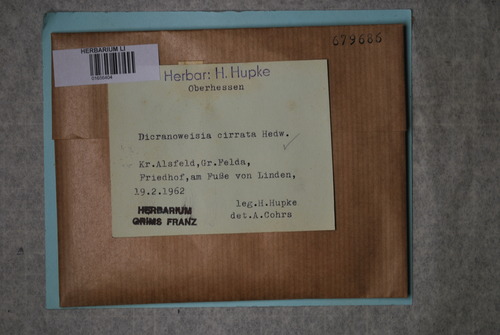 679686
HERBARIUM LI
Herbar: H. Hupke
Oberhessen
Dicranoweisia cirrata Hedw.
Kr.Alsfeld,Gr.Felda,
Friedhof,am Fuße von Linden,
19.2.1962
leg.H.Hupke
det.A.Cohrs
HERBARIUM
GRIMS FRANZ